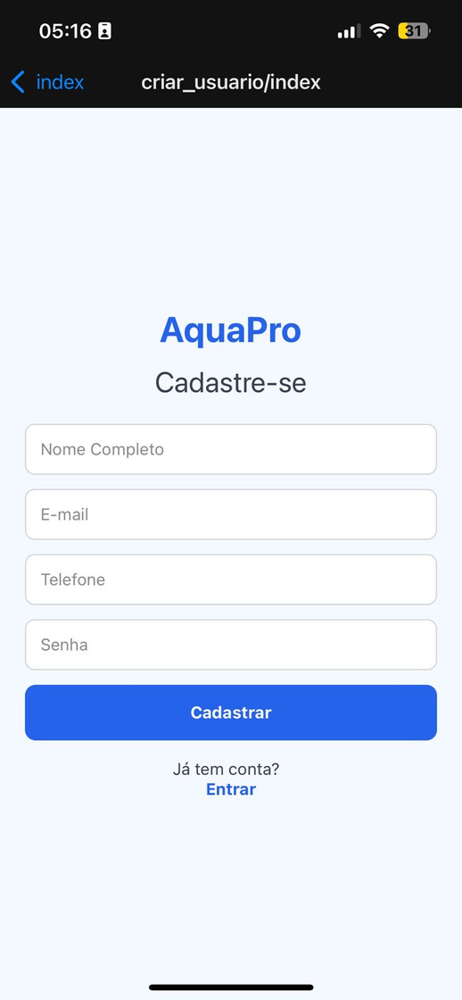 05:16
31
index
criar_usuario/index
AquaPro
Cadastre-se
Nome Completo
E-mail
Telefone
Senha
Cadastrar
Já tem conta?
Entrar